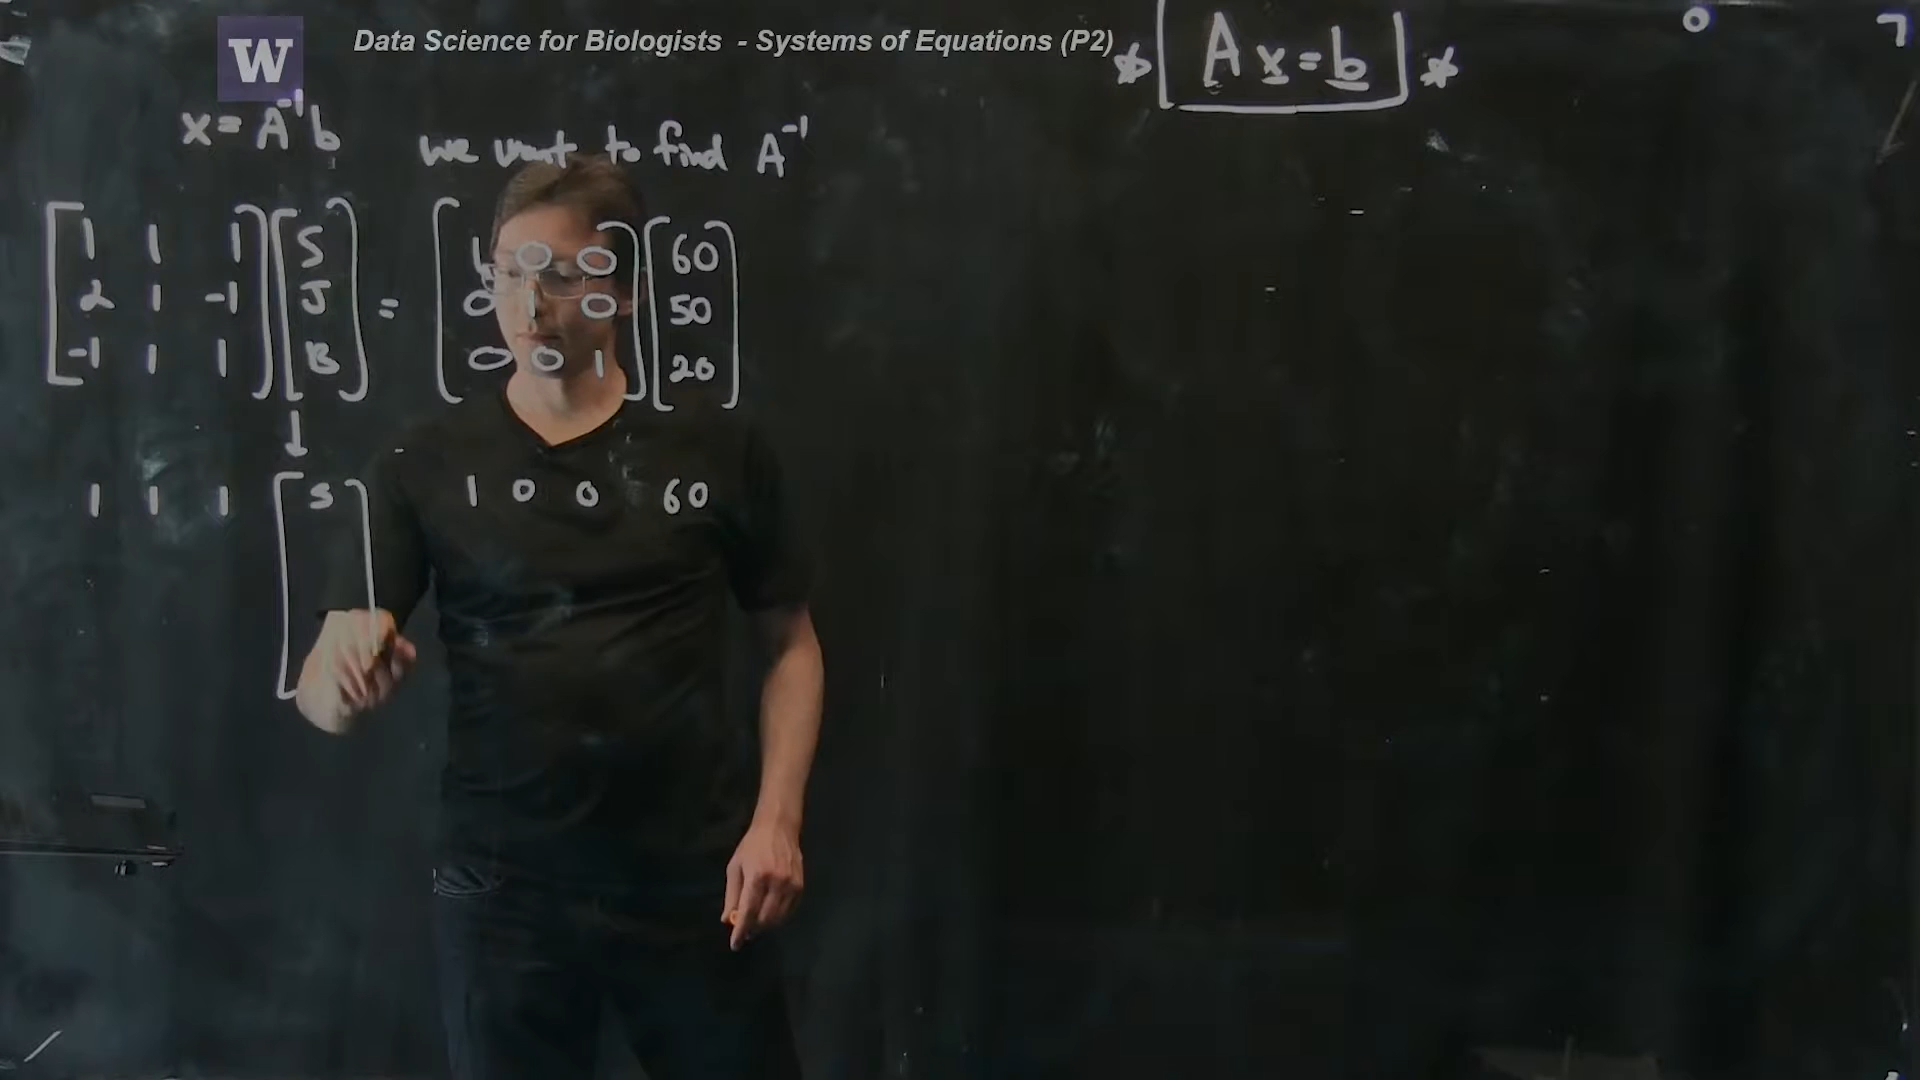 W Data Science for Biologists - Systems of Equations (P2)
* [A x = b] *
0 7
x = A⁻¹b we want to find A⁻¹
1 1 1 S 1 0 0 60
2 1 -1 J = 0 1 0 50
-1 1 1 B 0 0 1 20
↓
1 1 1 [ S ] 1 0 0 60